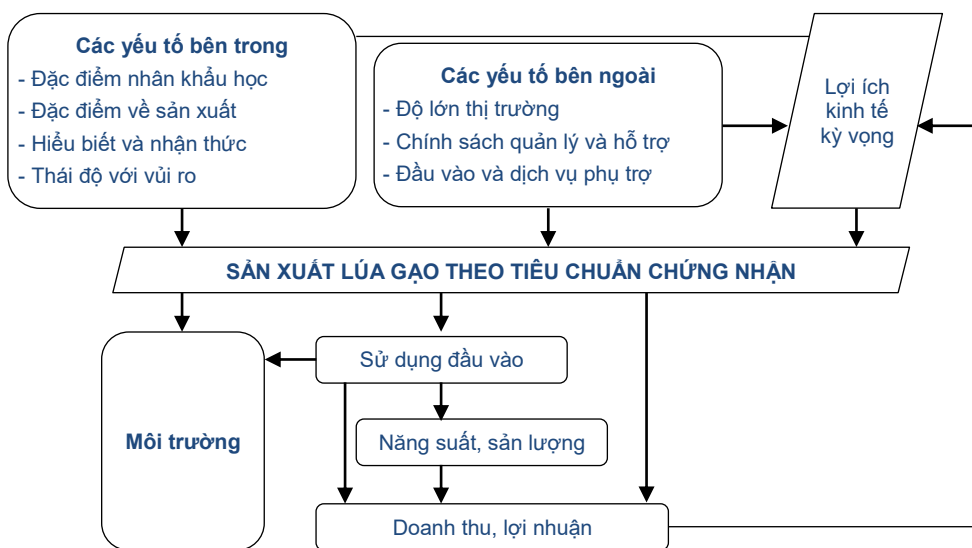 Các yếu tố bên trong
- Đặc điểm nhân khẩu học
- Đặc điểm về sản xuất
- Hiểu biết và nhận thức
- Thái độ với vủi ro
Các yếu tố bên ngoài
- Độ lớn thị trường
- Chính sách quản lý và hỗ trợ
- Đầu vào và dịch vụ phụ trợ
Lợi ích
kinh tế
kỳ vọng
SẢN XUẤT LÚA GẠO THEO TIÊU CHUẨN CHỨNG NHẬN
Sử dụng đầu vào
Môi trường
Năng suất, sản lượng
Doanh thu, lợi nhuận